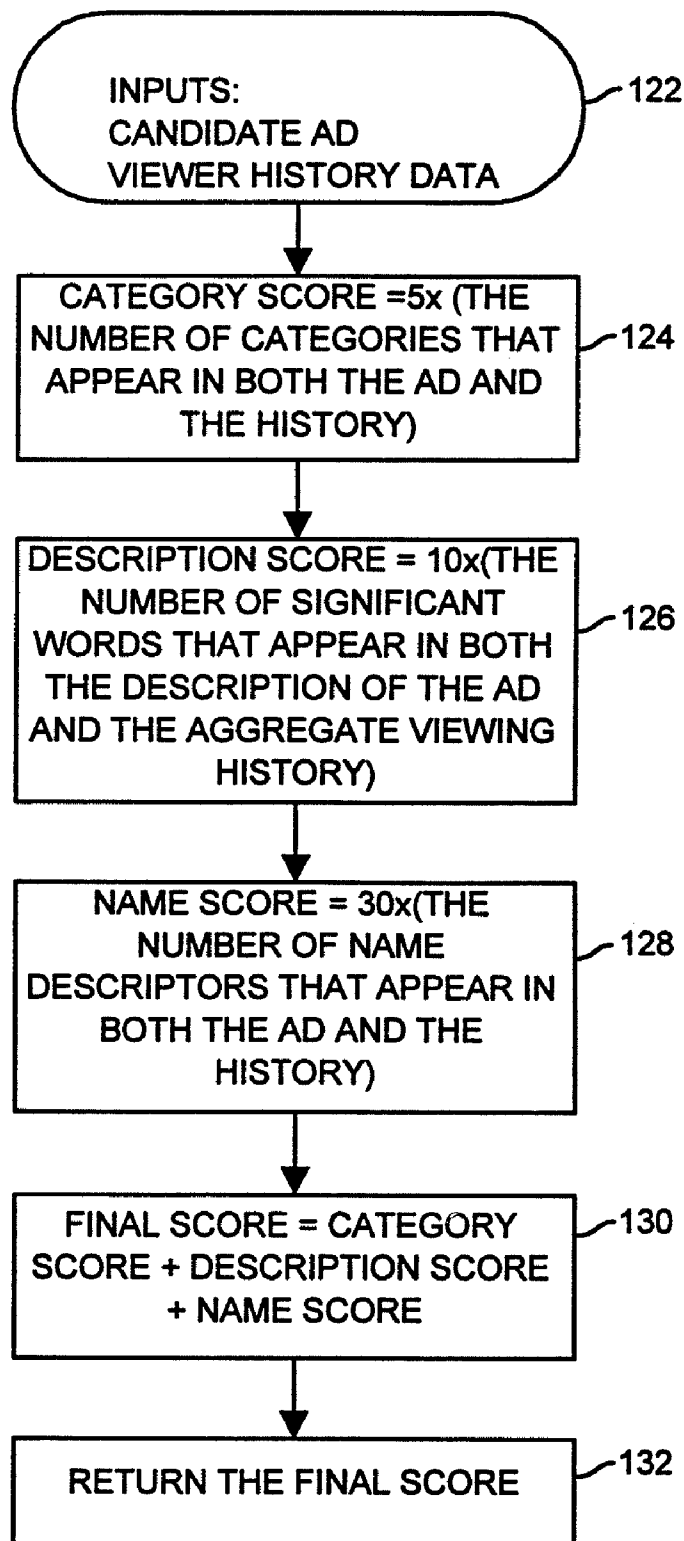 INPUTS:
CANDIDATE AD
VIEWER HISTORY DATA
122
CATEGORY SCORE =5x (THE
NUMBER OF CATEGORIES THAT
APPEAR IN BOTH THE AD AND
THE HISTORY)
124
DESCRIPTION SCORE = 10x(THE
NUMBER OF SIGNIFICANT
WORDS THAT APPEAR IN BOTH
THE DESCRIPTION OF THE AD
AND THE AGGREGATE VIEWING
HISTORY)
126
NAME SCORE = 30x(THE
NUMBER OF NAME
DESCRIPTORS THAT APPEAR IN
BOTH THE AD AND THE
HISTORY)
128
FINAL SCORE = CATEGORY
SCORE + DESCRIPTION SCORE
+ NAME SCORE
130
RETURN THE FINAL SCORE
132